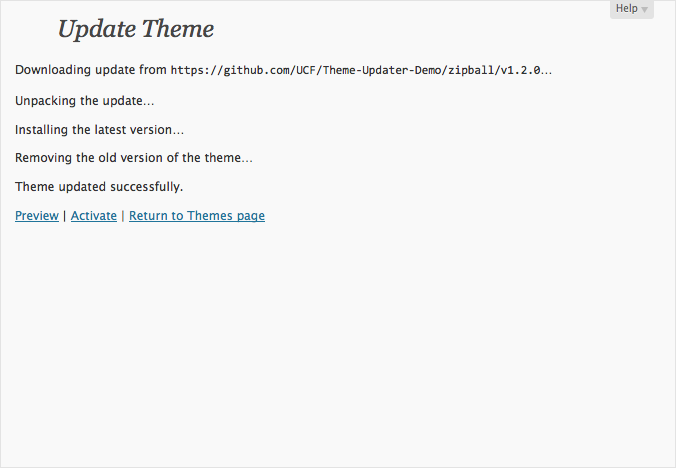 Help
Update Theme
Downloading update from https://github.com/UCF/Theme-Updater-Demo/zipball/v1.2.0…
Unpacking the update…
Installing the latest version…
Removing the old version of the theme…
Theme updated successfully.
Preview | Activate | Return to Themes page